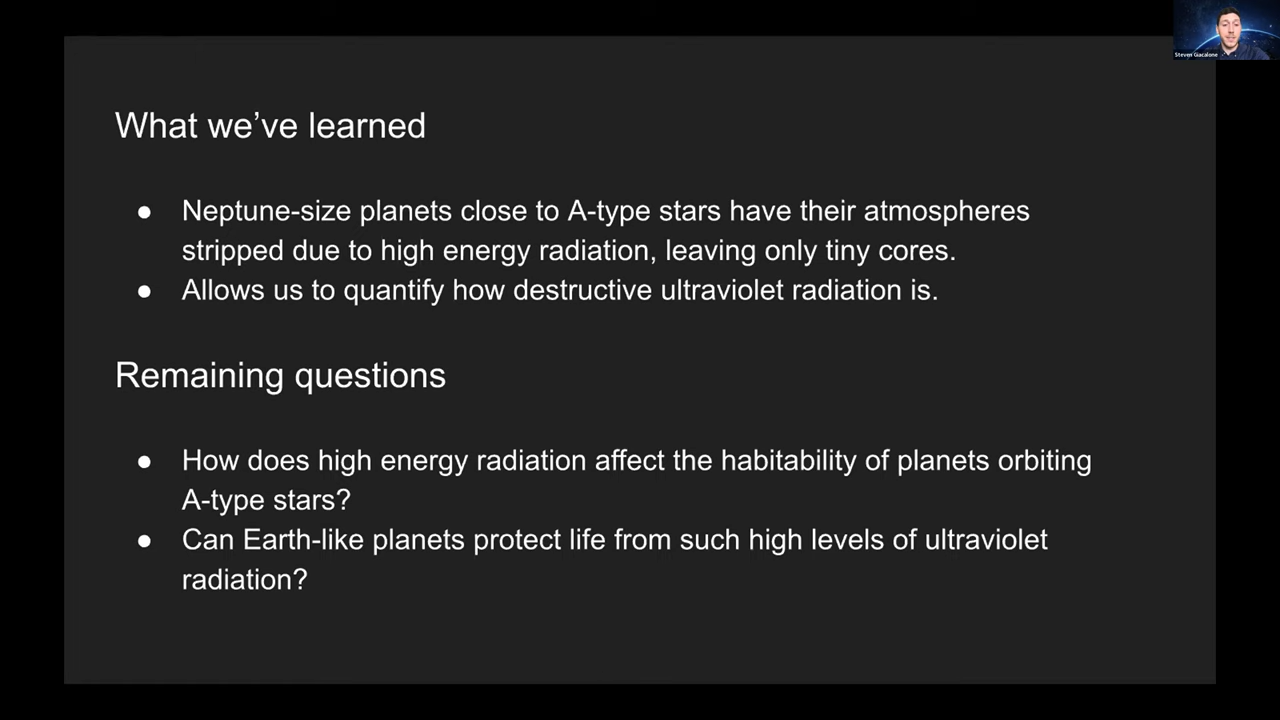 Steven Giacalone
What we’ve learned
● Neptune-size planets close to A-type stars have their atmospheres
stripped due to high energy radiation, leaving only tiny cores.
● Allows us to quantify how destructive ultraviolet radiation is.
Remaining questions
● How does high energy radiation affect the habitability of planets orbiting
A-type stars?
● Can Earth-like planets protect life from such high levels of ultraviolet
radiation?